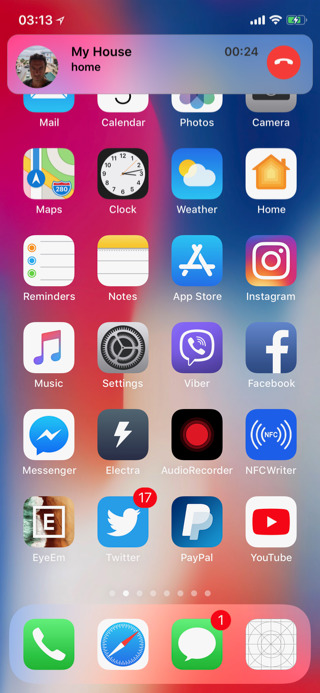 03:13
My House 00:24
home
Mail Calendar Photos Camera
280
Maps Clock Weather Home
Reminders Notes App Store Instagram
Music Settings Viber Facebook
NFC
Messenger Electra AudioRecorder NFCWriter
E 17
EyeEm Twitter PayPal YouTube
1